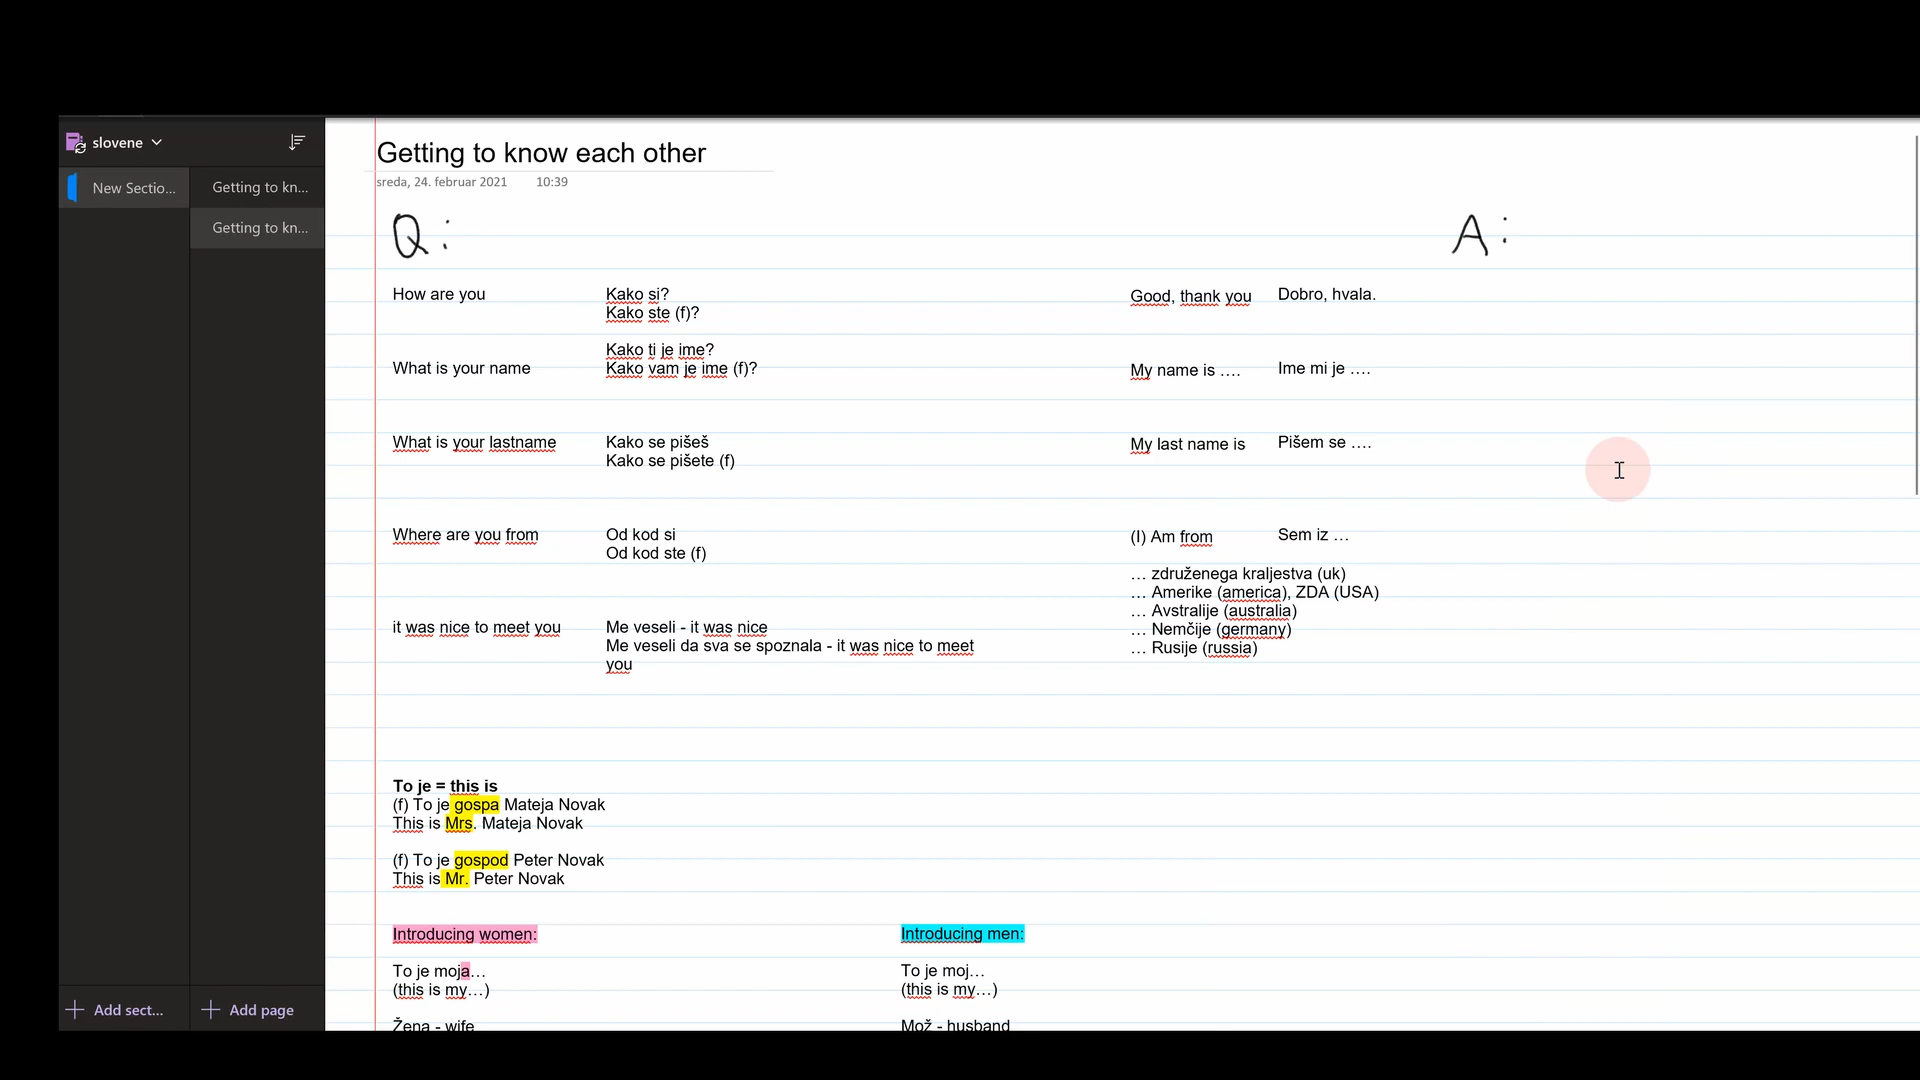 slovene
New Sectio...
Getting to kn...
Getting to kn...
Add sect...
Add page
Getting to know each other
sreda, 24. februar 2021 10:39
Q: A:
How are you Kako si? Good, thank you Dobro, hvala.
Kako ste (f)?
Kako ti je ime?
What is your name Kako vam je ime (f)? My name is .... Ime mi je ....
What is your lastname Kako se pišeš My last name is Pišem se ....
Kako se pišete (f)
Where are you from Od kod si (I) Am from Sem iz ...
Od kod ste (f)
... združenega kraljestva (uk)
... Amerike (america), ZDA (USA)
... Avstralije (australia)
it was nice to meet you Me veseli - it was nice ... Nemčije (germany)
Me veseli da sva se spoznala - it was nice to meet ... Rusije (russia)
you
To je = this is
(f) To je gospa Mateja Novak
This is Mrs. Mateja Novak
(f) To je gospod Peter Novak
This is Mr. Peter Novak
Introducing women: Introducing men:
To je moja... To je moj...
(this is my...) (this is my...)
Žena - wife Mož - husband